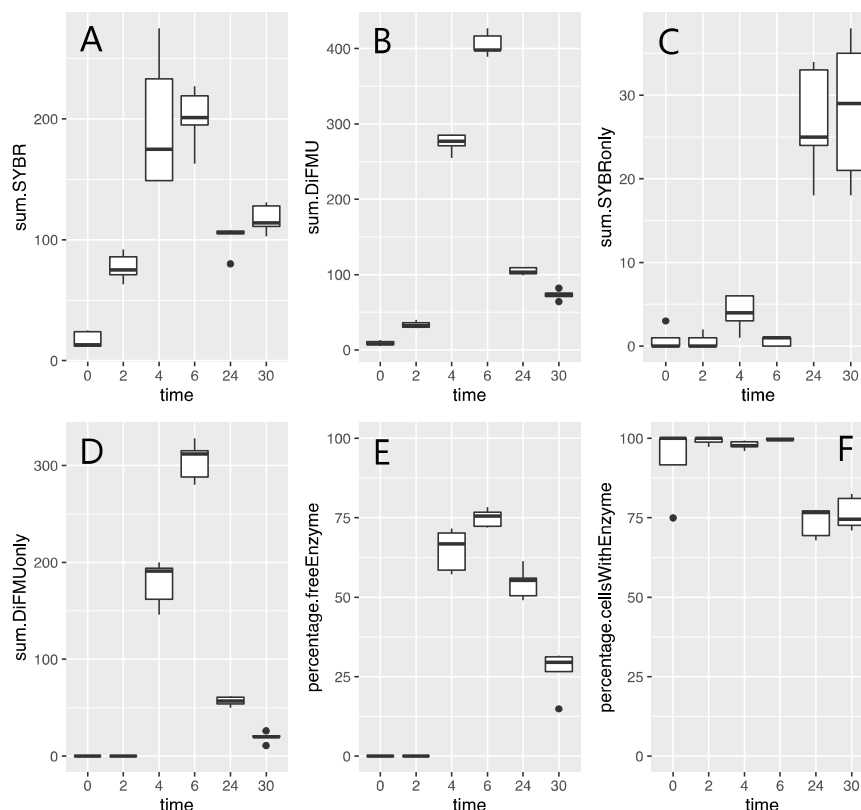 A
sum.SYBR
200
100
0
0 2 4 6 24 30
time
B
sum.DiFMU
400
300
200
100
0
0 2 4 6 24 30
time
C
sum.SYBRonly
30
20
10
0
0 2 4 6 24 30
time
D
sum.DiFMUonly
300
200
100
0
0 2 4 6 24 30
time
E
percentage.freeEnzyme
100
75
50
25
0
0 2 4 6 24 30
time
F
percentage.cellsWithEnzyme
100
75
50
25
0
0 2 4 6 24 30
time